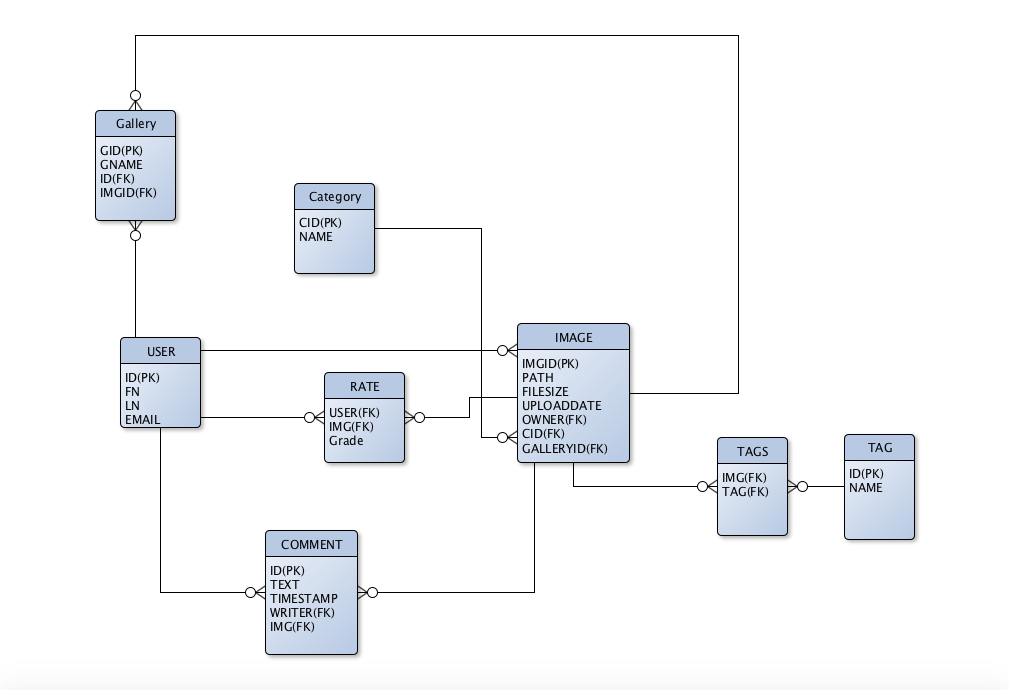 Gallery
GID(PK)
GNAME
ID(FK)
IMGID(FK)
Category
CID(PK)
NAME
USER
ID(PK)
FN
LN
EMAIL
RATE
USER(FK)
IMG(FK)
Grade
IMAGE
IMGID(PK)
PATH
FILESIZE
UPLOADDATE
OWNER(FK)
CID(FK)
GALLERYID(FK)
TAGS
IMG(FK)
TAG(FK)
TAG
ID(PK)
NAME
COMMENT
ID(PK)
TEXT
TIMESTAMP
WRITER(FK)
IMG(FK)